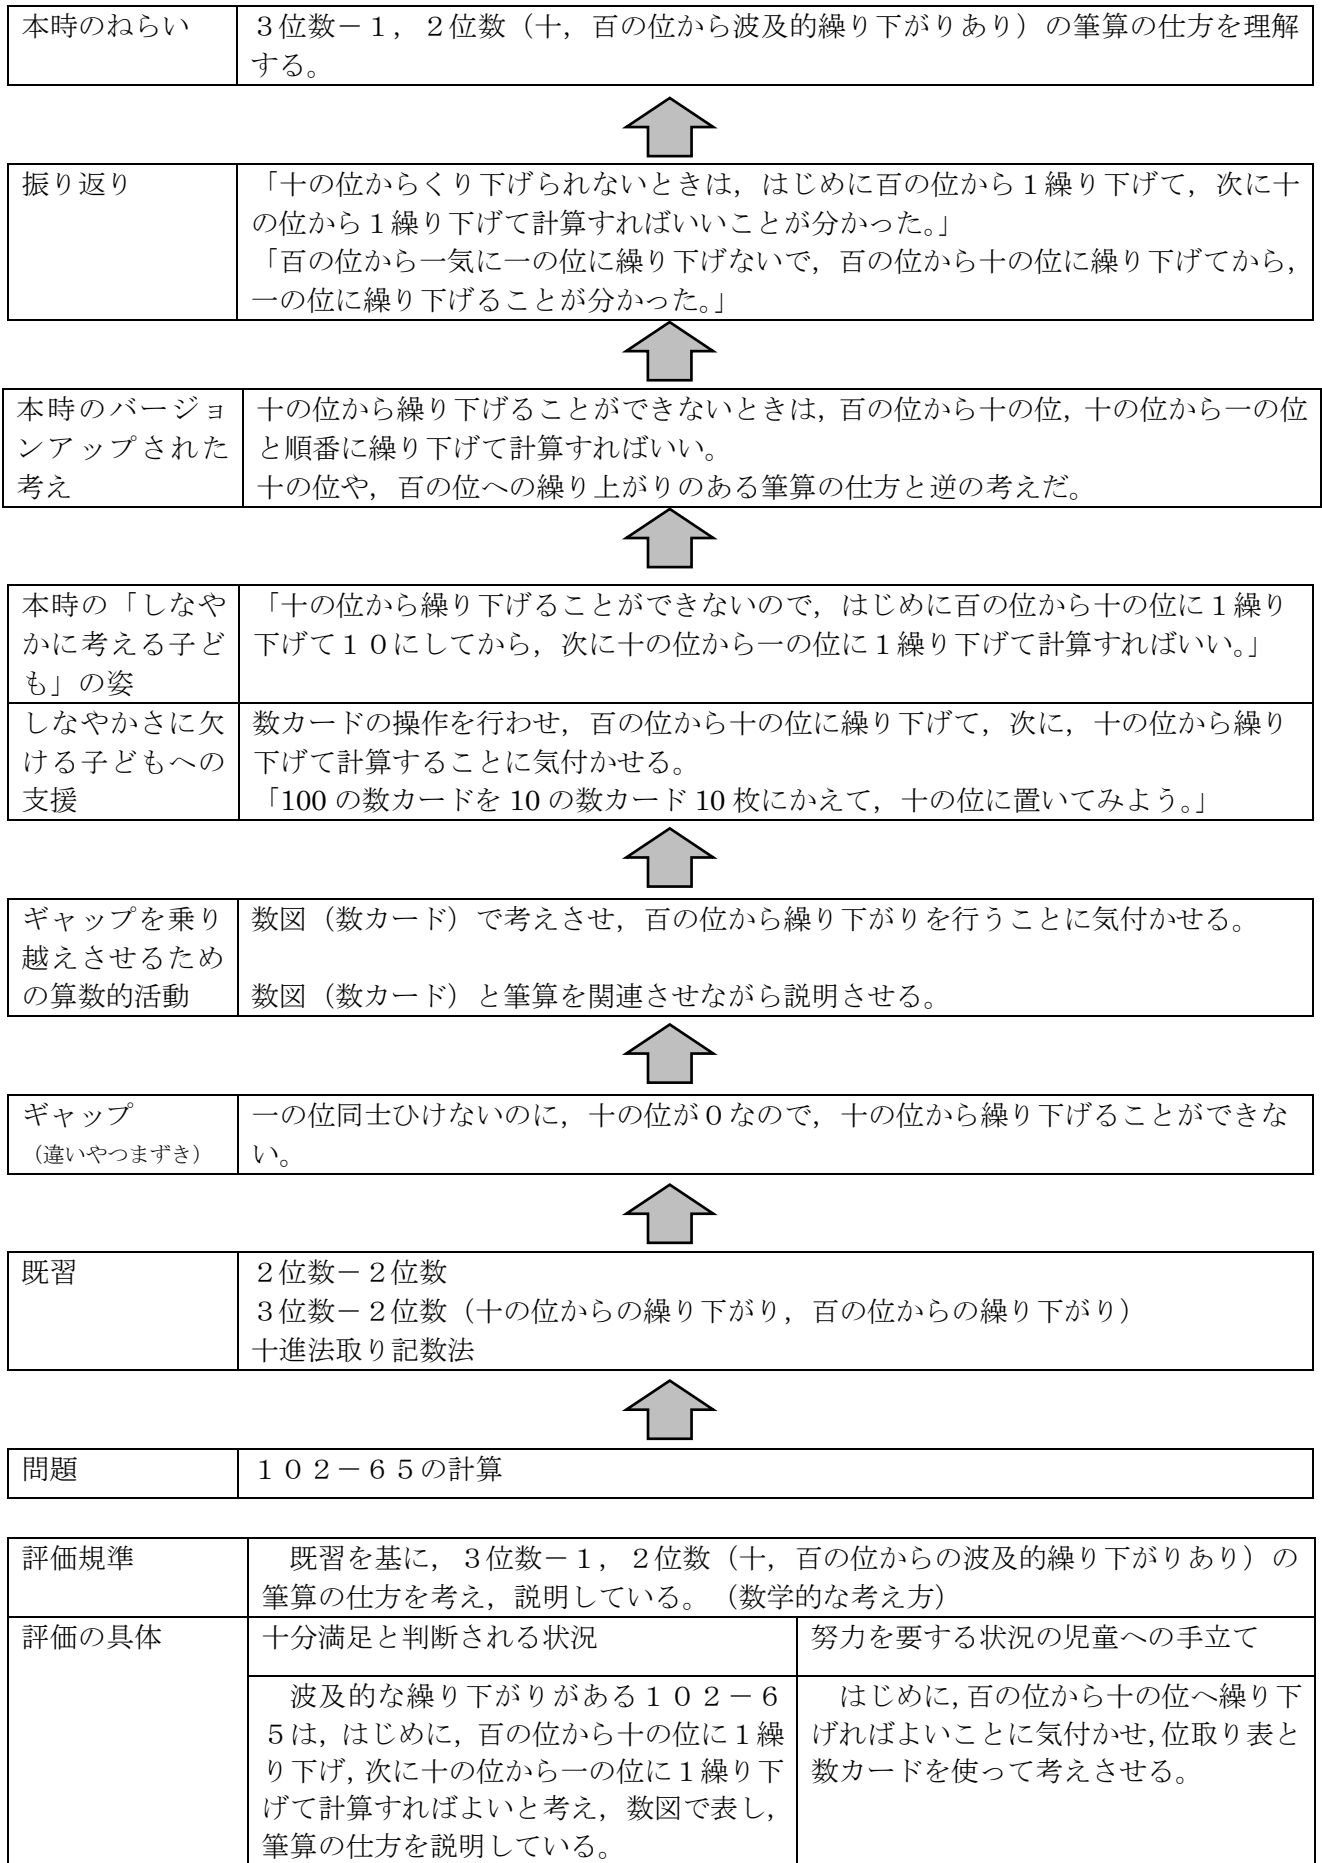 本時のねらい
３位数－１，２位数（十，百の位から波及的繰り下がりあり）の筆算の仕方を理解
する。
振り返り
「十の位からくり下げられないときは，はじめに百の位から１繰り下げて，次に十
の位から１繰り下げて計算すればいいことが分かった。」
「百の位から一気に一の位に繰り下げないで，百の位から十の位に繰り下げてから，
一の位に繰り下げることが分かった。」
本時のバージョ
ンアップされた
考え
十の位から繰り下げることができないときは，百の位から十の位，十の位から一の位
と順番に繰り下げて計算すればいい。
十の位や，百の位への繰り上がりのある筆算の仕方と逆の考えだ。
本時の「しなや
かに考える子ど
も」の姿
「十の位から繰り下げることができないので，はじめに百の位から十の位に１繰り
下げて１０にしてから，次に十の位から一の位に１繰り下げて計算すればいい。」
しなやかさに欠
ける子どもへの
支援
数カードの操作を行わせ，百の位から十の位に繰り下げて，次に，十の位から繰り
下げて計算することに気付かせる。
「100 の数カードを 10 の数カード 10 枚にかえて，十の位に置いてみよう。」
ギャップを乗り
越えさせるため
の算数的活動
数図（数カード）で考えさせ，百の位から繰り下がりを行うことに気付かせる。
数図（数カード）と筆算を関連させながら説明させる。
ギャップ
（違いやつまずき）
一の位同士ひけないのに，十の位が０なので，十の位から繰り下げることができな
い。
既習
２位数－２位数
３位数－２位数（十の位からの繰り下がり，百の位からの繰り下がり）
十進法取り記数法
問題
１０２－６５の計算
評価規準
既習を基に，３位数－１，２位数（十，百の位からの波及的繰り下がりあり）の
筆算の仕方を考え，説明している。（数学的な考え方）
評価の具体
十分満足と判断される状況
努力を要する状況の児童への手立て
波及的な繰り下がりがある１０２－６
５は，はじめに，百の位から十の位に１繰
り下げ，次に十の位から一の位に１繰り下
げて計算すればよいと考え，数図で表し，
筆算の仕方を説明している。
はじめに，百の位から十の位へ繰り下
げればよいことに気付かせ，位取り表と
数カードを使って考えさせる。